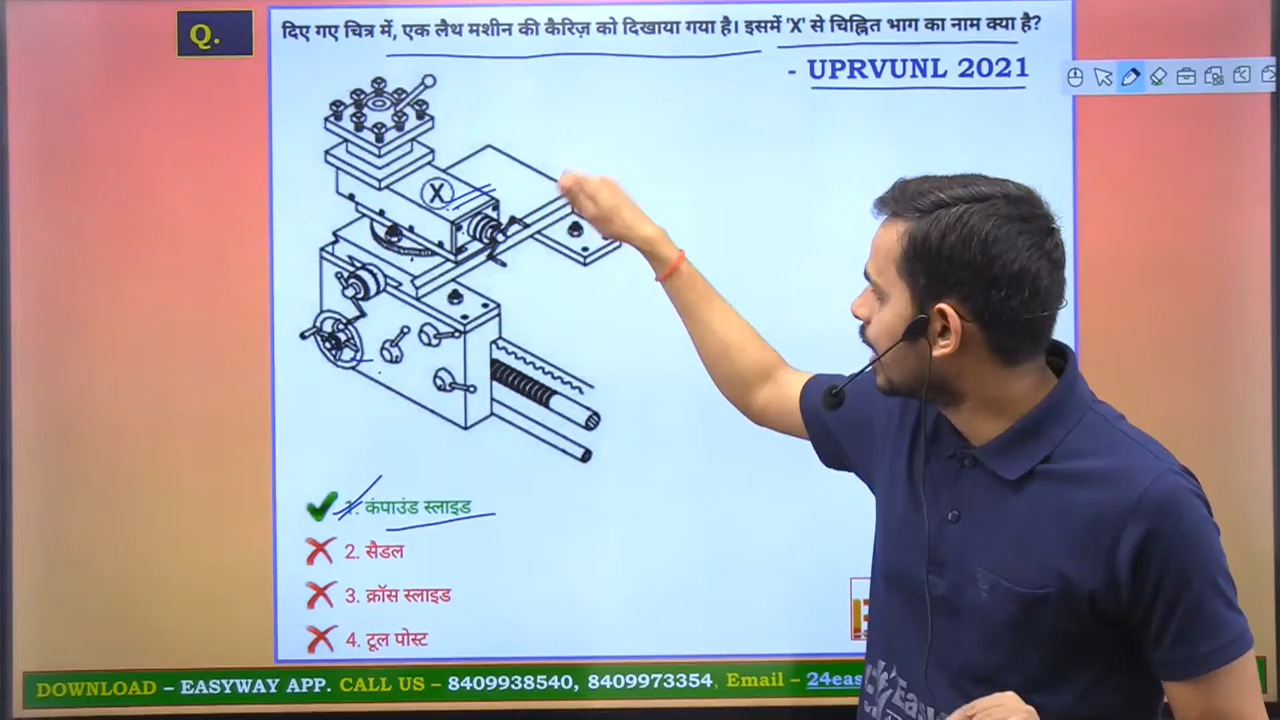 Q.
दिए गए चित्र में, एक लैथ मशीन की कैरिज़ को दिखाया गया है। इसमें 'X' से चिह्नित भाग का नाम क्या है?
- UPRVUNL 2021
X
1. कंपाउंड स्लाइड
2. सैडल
3. क्रॉस स्लाइड
4. टूल पोस्ट
DOWNLOAD – EASYWAY APP. CALL US – 8409938540, 8409973354, Email – 24eas